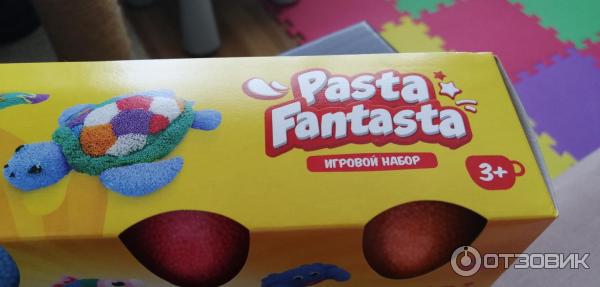 Pasta
Fantasta
ИГРОВОЙ НАБОР
3+
ОТЗОВИК